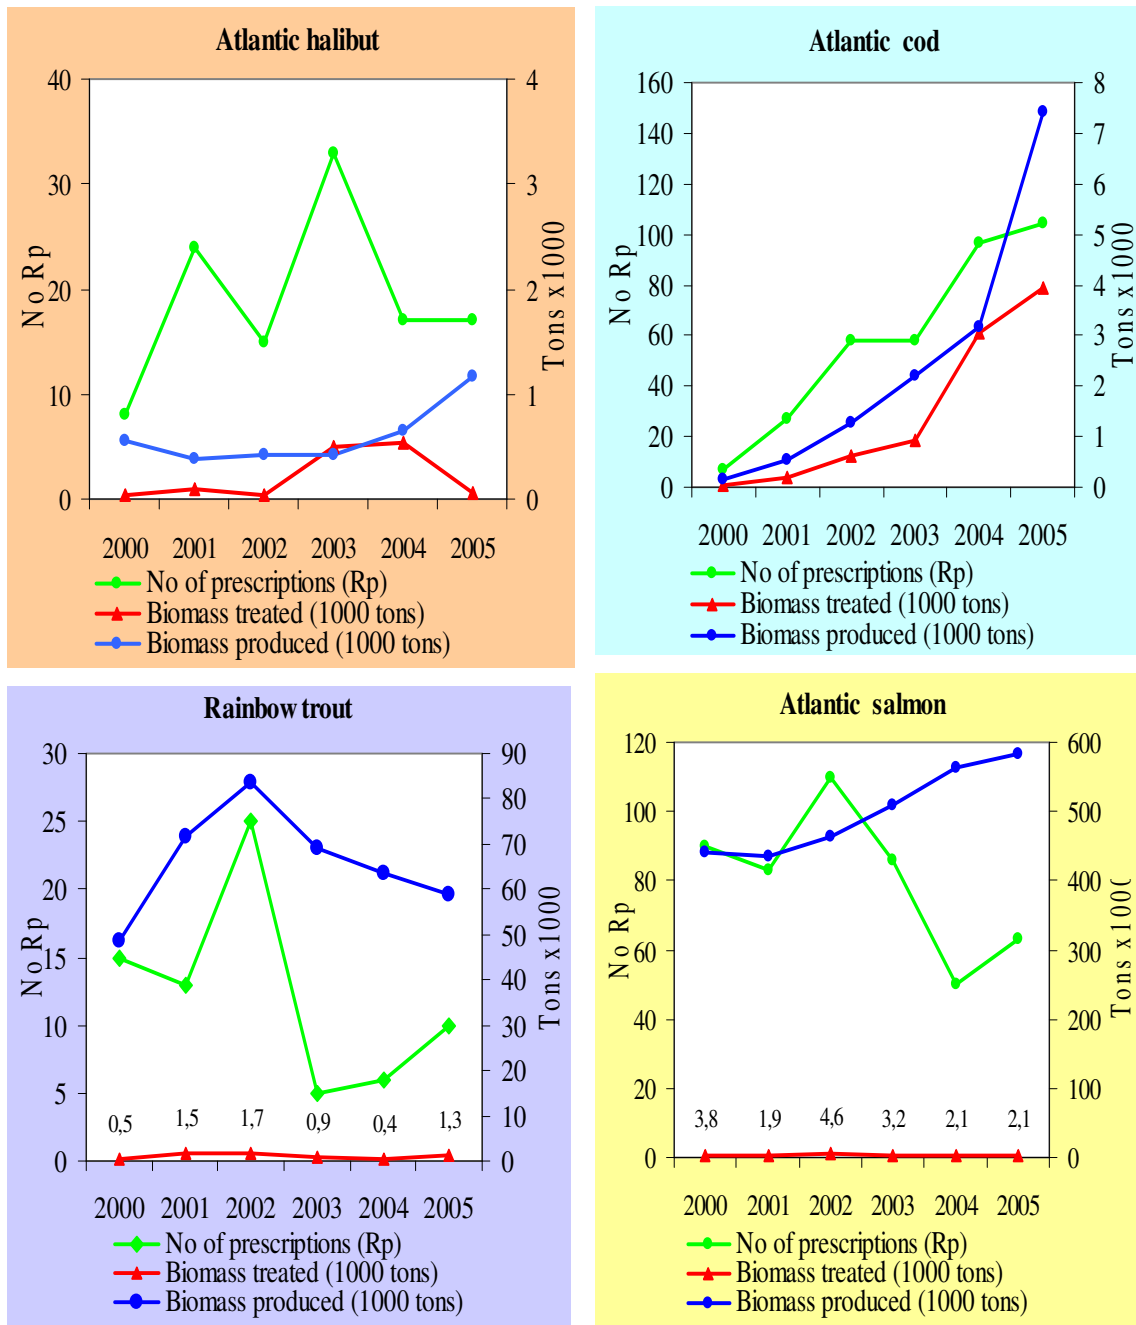 Atlantic halibut
40
30
20
10
0
No Rp
4
3
2
1
0
Tons x1000
2000 2001 2002 2003 2004 2005
No of prescriptions (Rp)
Biomass treated (1000 tons)
Biomass produced (1000 tons)
Atlantic cod
160
140
120
100
80
60
40
20
0
No Rp
8
7
6
5
4
3
2
1
0
Tons x1000
2000 2001 2002 2003 2004 2005
No of prescriptions (Rp)
Biomass treated (1000 tons)
Biomass produced (1000 tons)
Rainbow trout
30
25
20
15
10
5
0
No Rp
90
80
70
60
50
40
30
20
10
0
Tons x1000
0,5 1,5 1,7 0,9 0,4 1,3
2000 2001 2002 2003 2004 2005
No of prescriptions (Rp)
Biomass treated (1000 tons)
Biomass produced (1000 tons)
Atlantic salmon
120
100
80
60
40
20
0
No Rp
600
500
400
300
200
100
0
Tons x1000
3,8 1,9 4,6 3,2 2,1 2,1
2000 2001 2002 2003 2004 2005
No of prescriptions (Rp)
Biomass treated (1000 tons)
Biomass produced (1000 tons)